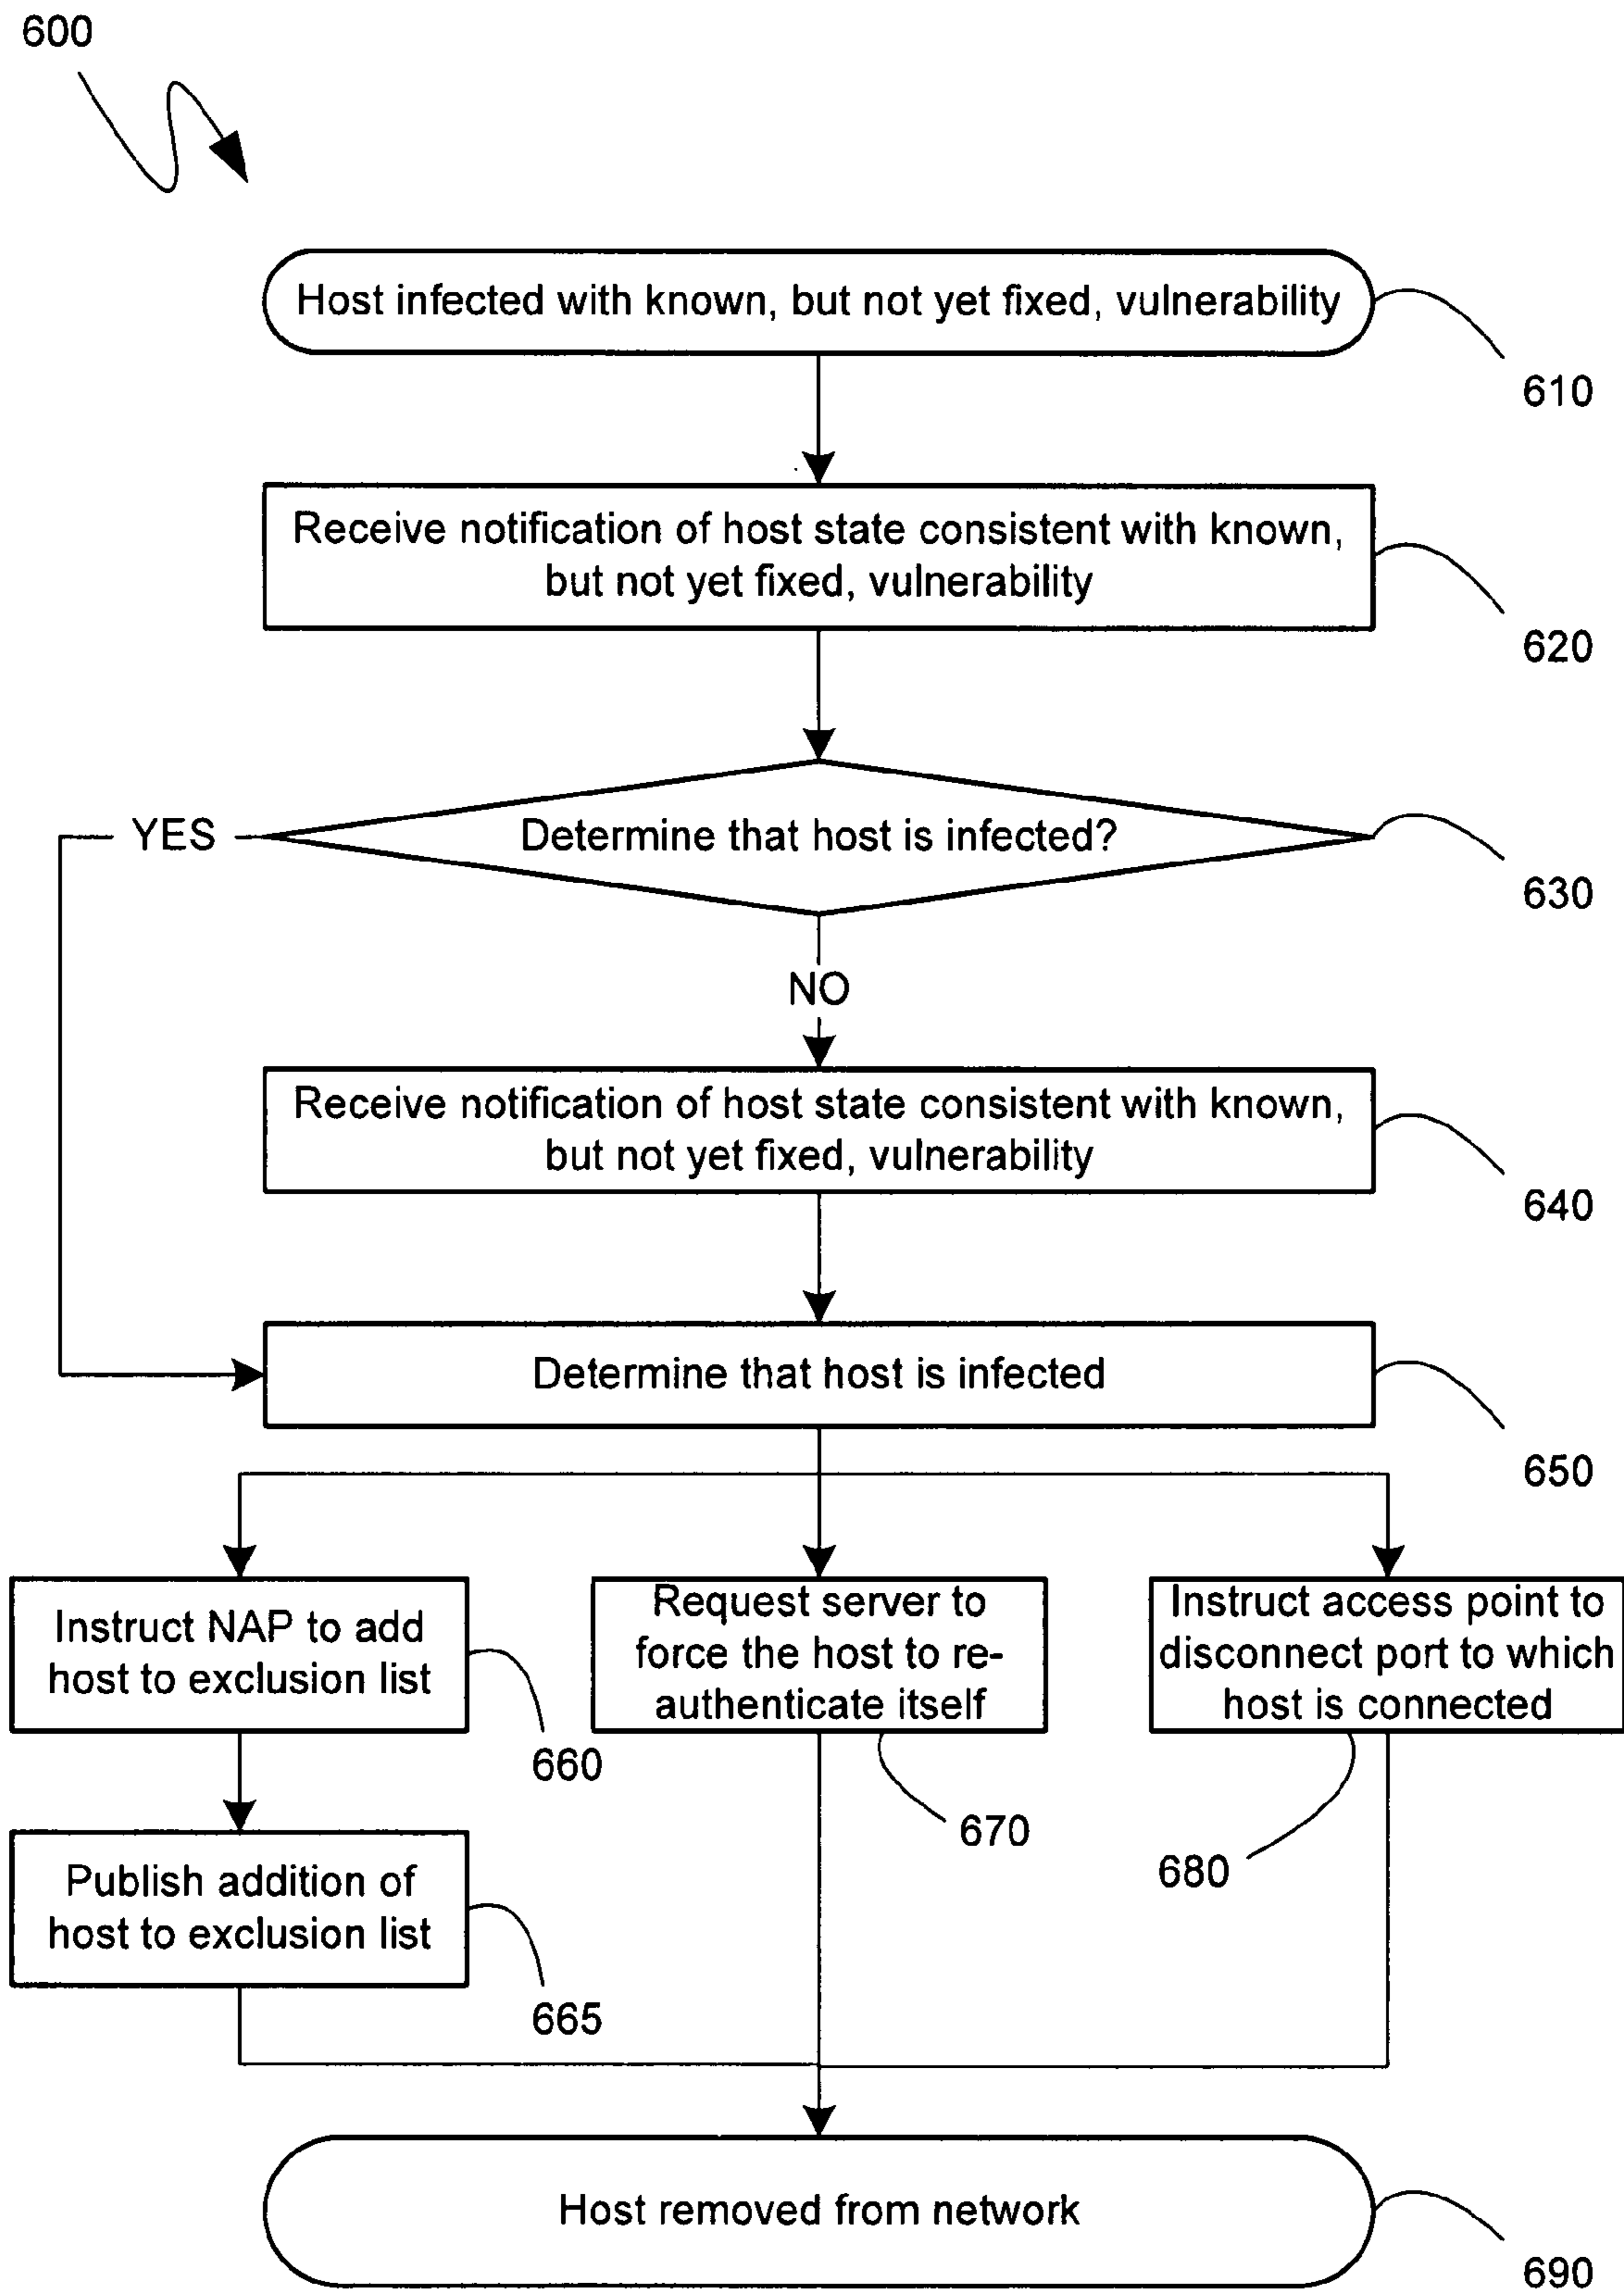 600
Host infected with known, but not yet fixed, vulnerability
610
Receive notification of host state consistent with known,
but not yet fixed, vulnerability
620
YES
Determine that host is infected?
630
NO
Receive notification of host state consistent with known,
but not yet fixed, vulnerability
640
Determine that host is infected
650
Instruct NAP to add
host to exclusion list
660
Request server to
force the host to re-
authenticate itself
670
Instruct access point to
disconnect port to which
host is connected
680
Publish addition of
host to exclusion list
665
Host removed from network
690